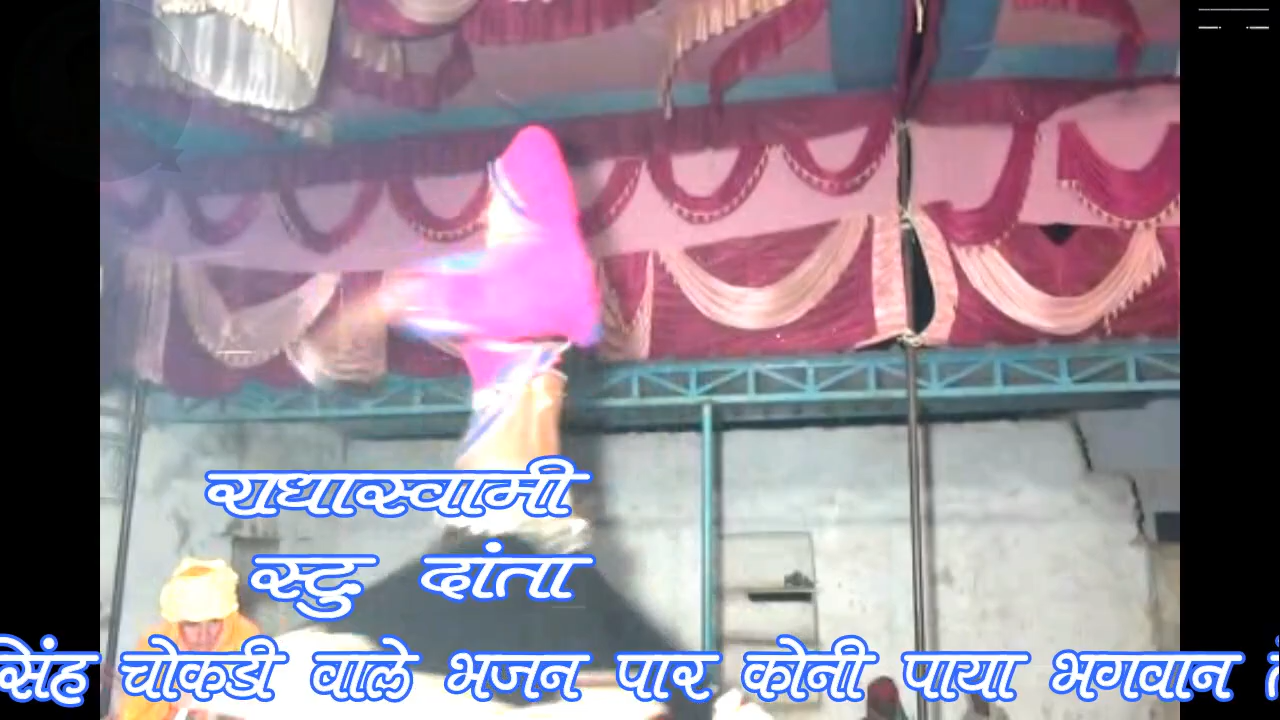 राधास्वामी
स्टु दांता
सिंह चोकडी वाले भजन पार कोनी पाया भगवान